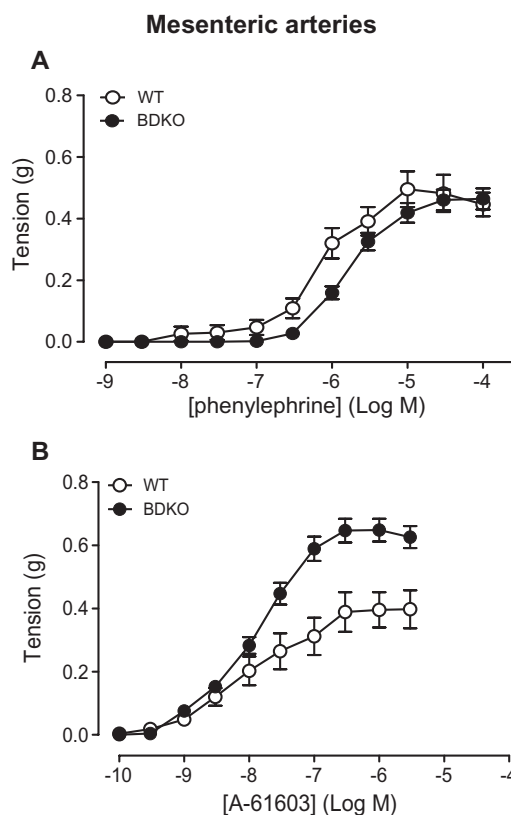 Mesenteric arteries
A
WT
BDKO
0.8
0.6
0.4
0.2
0.0
Tension (g)
-9 -8 -7 -6 -5 -4
[phenylephrine] (Log M)
B
WT
BDKO
0.8
0.6
0.4
0.2
0.0
Tension (g)
-10 -9 -8 -7 -6 -5 -4
[A-61603] (Log M)